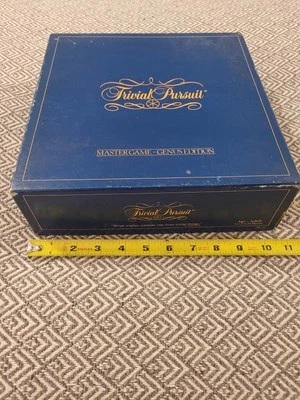 Trivial Pursuit
MASTER GAME - GENUS EDITION
Trivial Pursuit
2 3 4 5 6 7 8 9 10 11